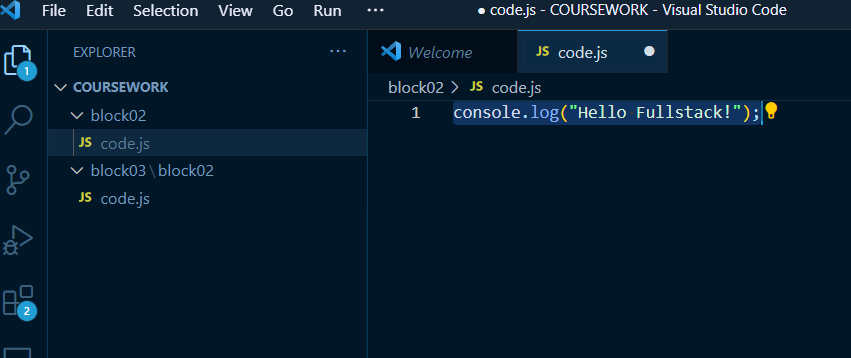 File Edit Selection View Go Run ··· ● code.js - COURSEWORK - Visual Studio Code
EXPLORER ···
Welcome JS code.js ●
1
COURSEWORK
block02 > JS code.js
block02
1 console.log("Hello Fullstack!");
JS code.js
block03\block02
JS code.js
2